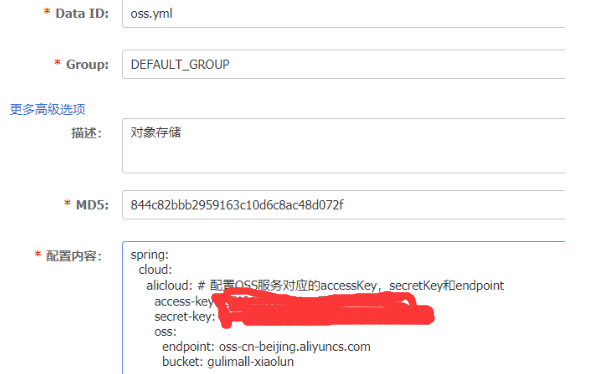 * Data ID: oss.yml
* Group: DEFAULT_GROUP
更多高级选项
描述: 对象存储
* MD5: 844c82bbb2959163c10d6c8ac48d072f
* 配置内容: spring:
cloud:
alicloud: # 配置OSS服务对应的accessKey，secretKey和endpoint
access-key
secret-key:
oss:
endpoint: oss-cn-beijing.aliyuncs.com
bucket: gulimall-xiaolun